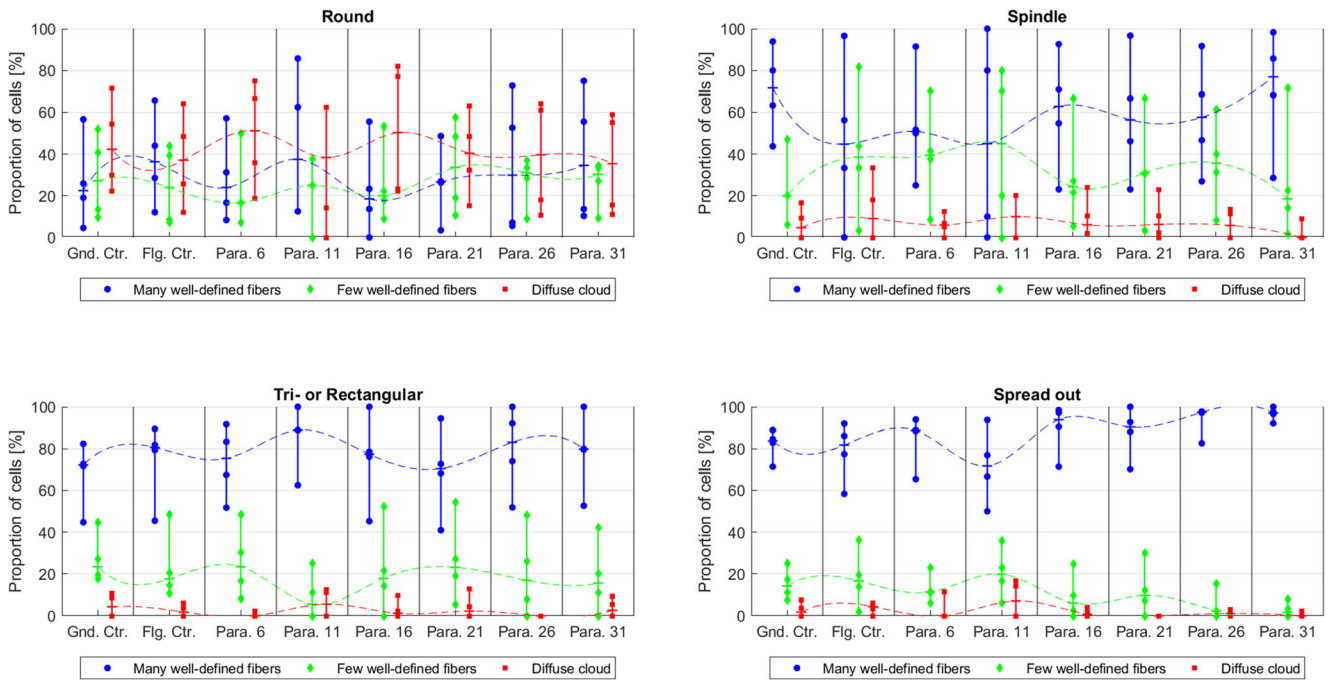 Round
Proportion of cells [%]
100
80
60
40
20
0
Gnd. Ctr. Flg. Ctr. Para. 6 Para. 11 Para. 16 Para. 21 Para. 26 Para. 31
Many well-defined fibers Few well-defined fibers Diffuse cloud
Spindle
Proportion of cells [%]
100
80
60
40
20
0
Gnd. Ctr. Flg. Ctr. Para. 6 Para. 11 Para. 16 Para. 21 Para. 26 Para. 31
Many well-defined fibers Few well-defined fibers Diffuse cloud
Tri- or Rectangular
Proportion of cells [%]
100
80
60
40
20
0
Gnd. Ctr. Flg. Ctr. Para. 6 Para. 11 Para. 16 Para. 21 Para. 26 Para. 31
Many well-defined fibers Few well-defined fibers Diffuse cloud
Spread out
Proportion of cells [%]
100
80
60
40
20
0
Gnd. Ctr. Flg. Ctr. Para. 6 Para. 11 Para. 16 Para. 21 Para. 26 Para. 31
Many well-defined fibers Few well-defined fibers Diffuse cloud